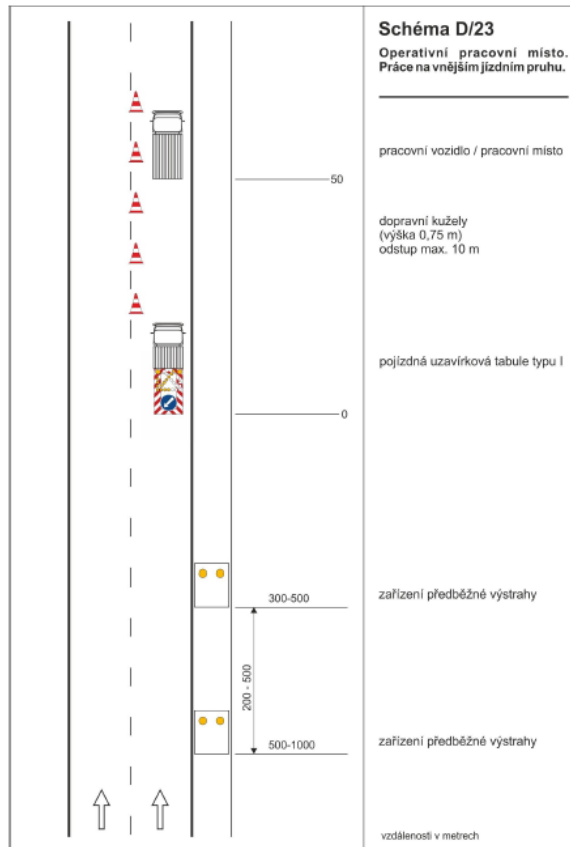 Schéma D/23
Operativní pracovní místo.
Práce na vnějším jízdním pruhu.
pracovní vozidlo / pracovní místo
50
dopravní kužely
(výška 0,75 m)
odstup max. 10 m
pojízdná uzavírková tabule typu I
0
300-500
zařízení předběžné výstrahy
200 - 500
500-1000
zařízení předběžné výstrahy
vzdálenosti v metrech